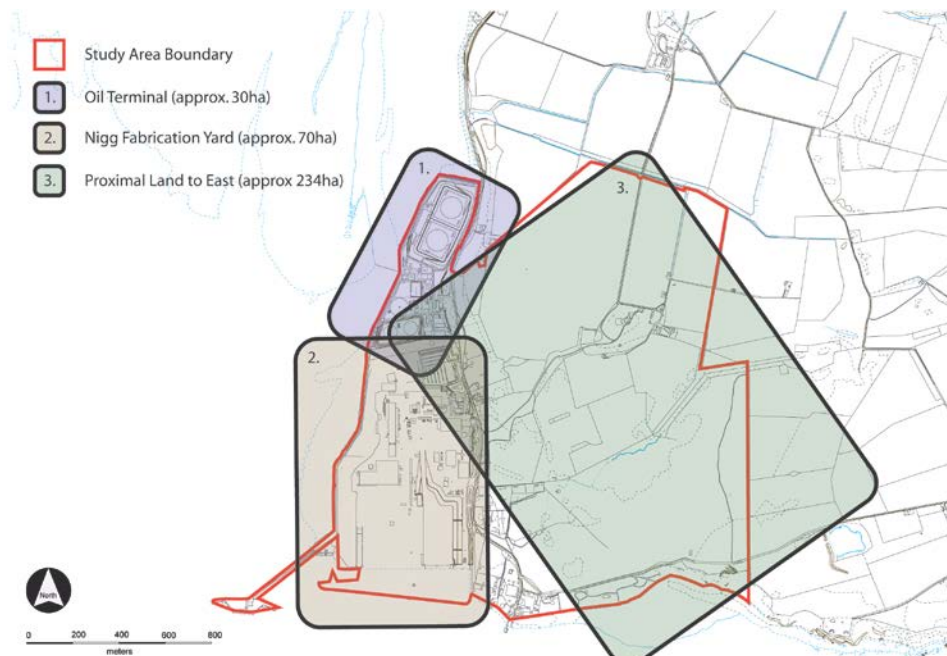 Study Area Boundary
1. Oil Terminal (approx. 30ha)
2. Nigg Fabrication Yard (approx. 70ha)
3. Proximal Land to East (approx 234ha)
1.
3.
2.
North
0 200 400 600 800
meters